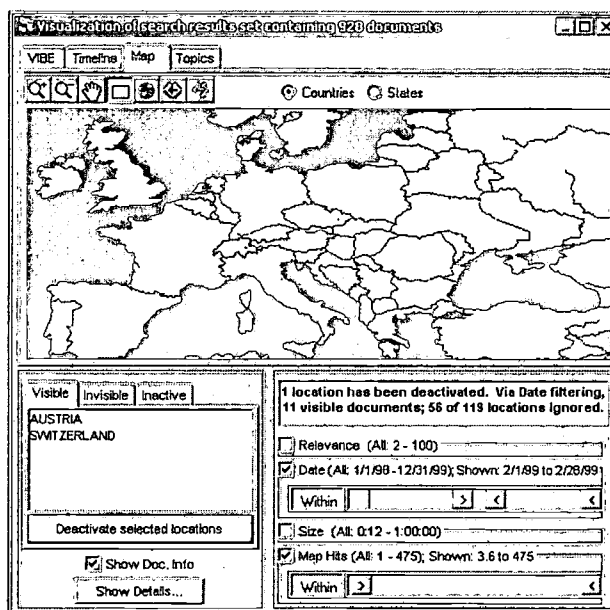 Visualization of search results set containing 928 documents
VIBE Timeline Map Topics
Countries States
Visible Invisible Inactive
AUSTRIA
SWITZERLAND
Deactivate selected locations
Show Doc. Info
Show Details...
1 location has been deactivated. Via Date filtering,
11 visible documents; 56 of 119 locations ignored.
Relevance (All: 2 - 100)
Date (All: 1/1/98 - 12/31/99); Shown: 2/1/99 to 2/28/99
Within
Size (All: 0:12 - 1:00:00)
Map Hits (All: 1 - 475); Shown: 3.6 to 475
Within